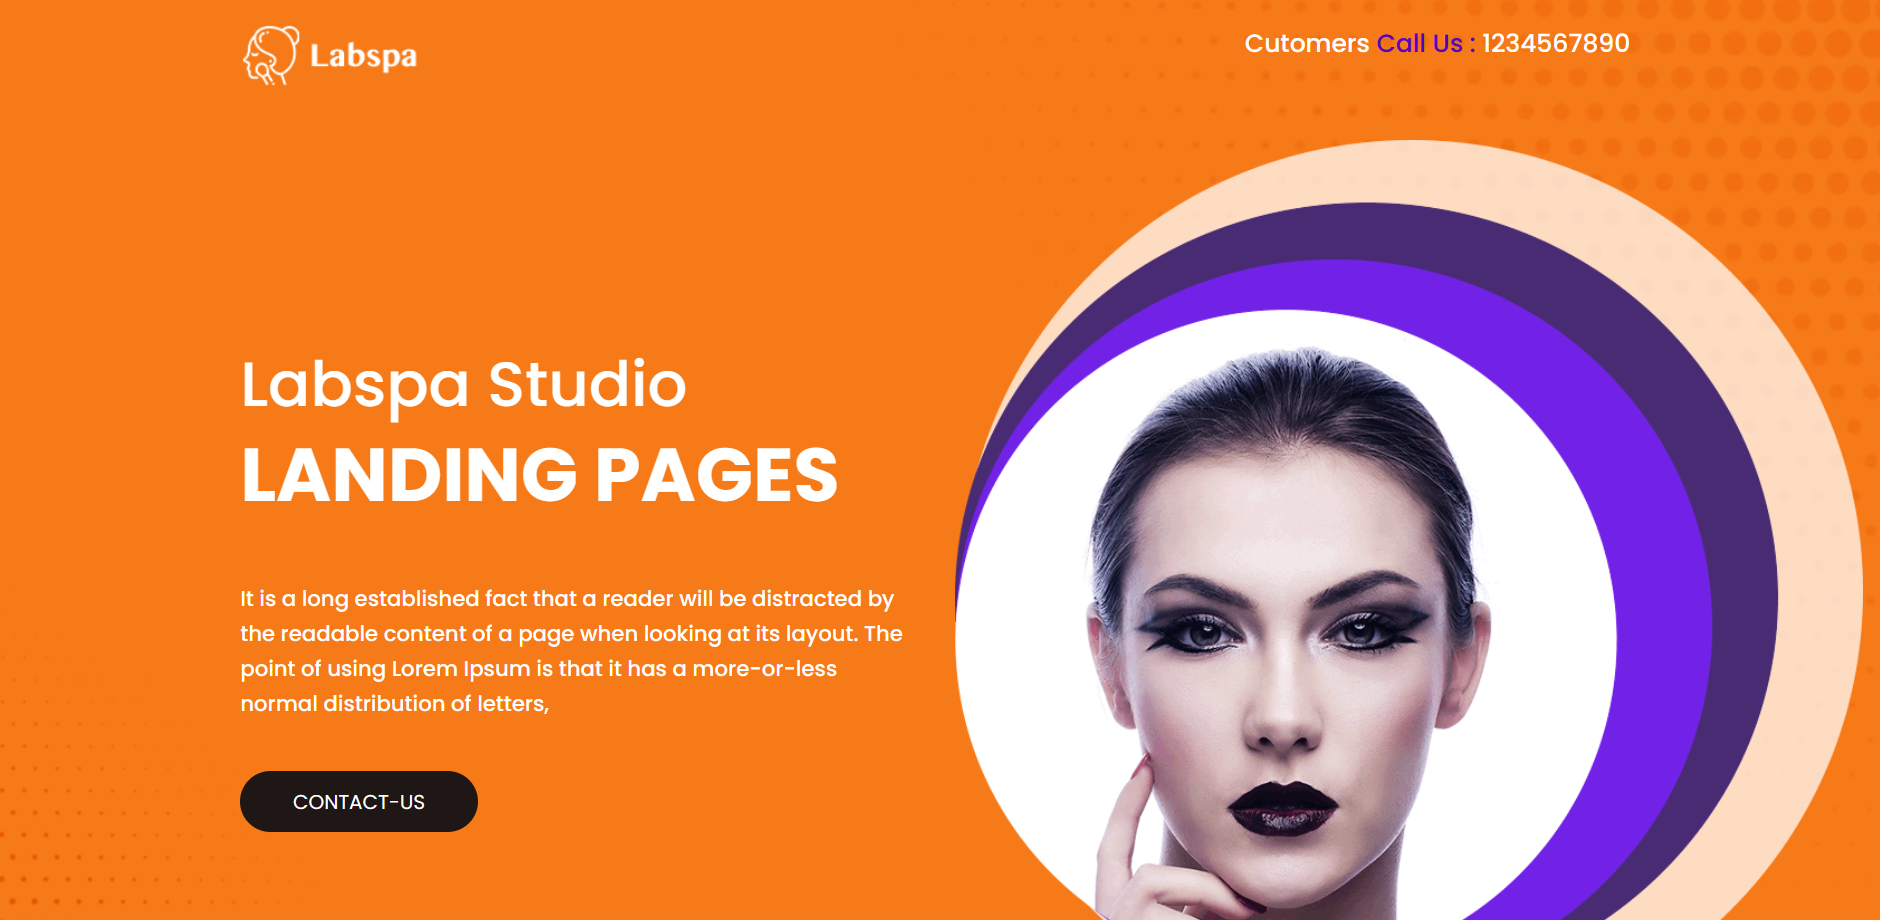 Labspa
Cutomers Call Us : 1234567890
Labspa Studio
LANDING PAGES
It is a long established fact that a reader will be distracted by
the readable content of a page when looking at its layout. The
point of using Lorem Ipsum is that it has a more-or-less
normal distribution of letters,
CONTACT-US